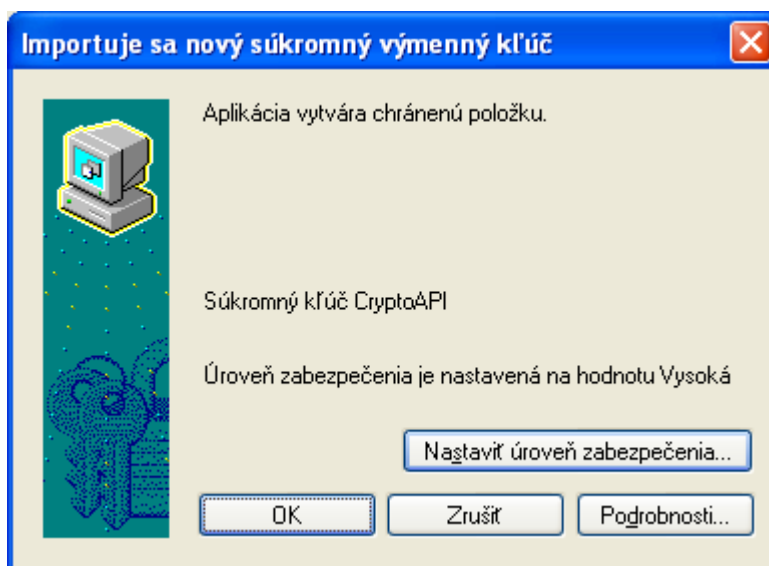 Importuje sa nový súkromný výmenný kľúč
Aplikácia vytvára chránenú položku.
Súkromný kľúč CryptoAPI
Úroveň zabezpečenia je nastavená na hodnotu Vysoká
Nastaviť úroveň zabezpečenia...
OK
Zrušiť
Podrobnosti...